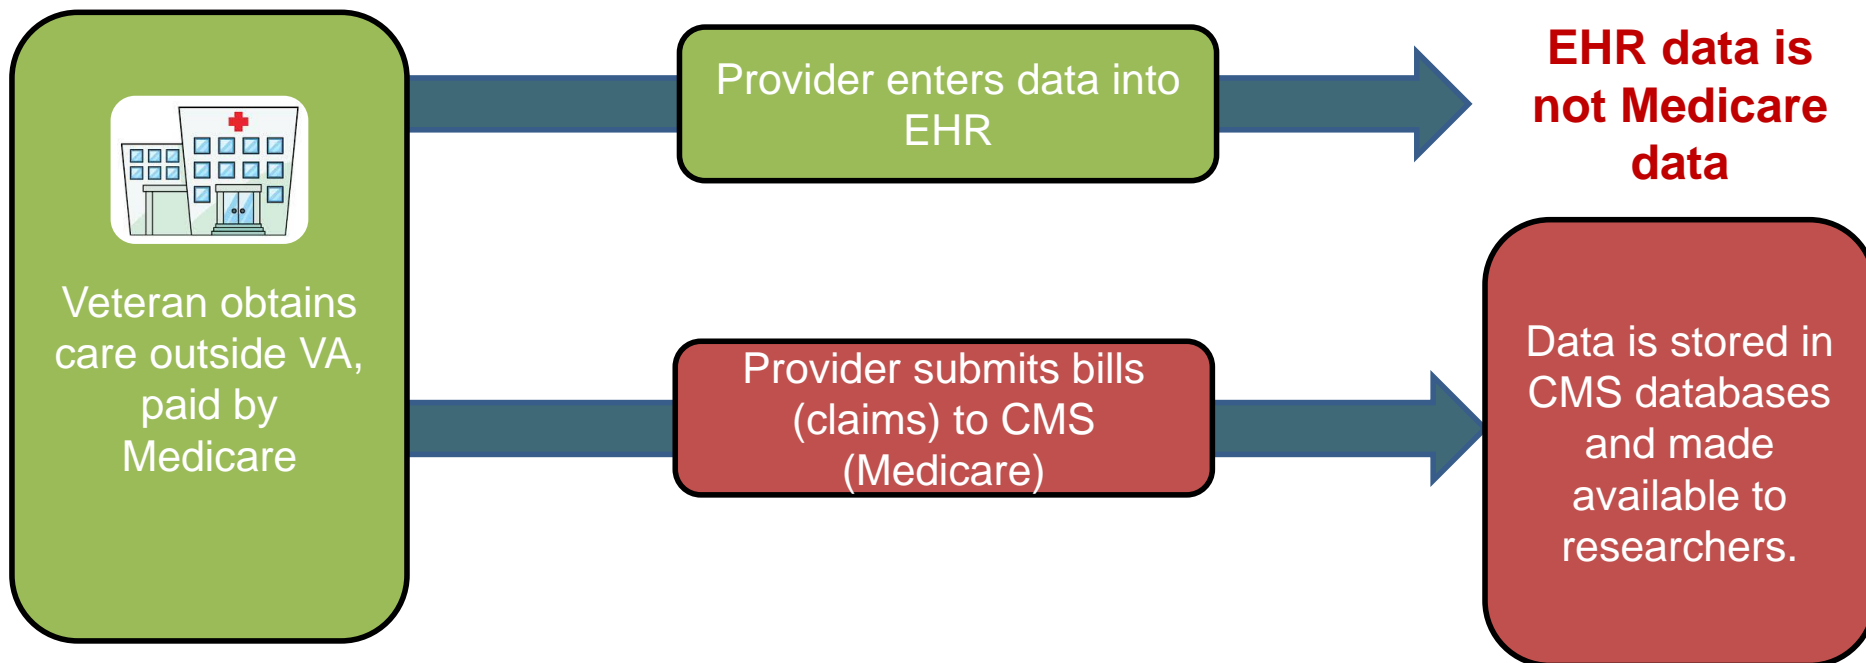 Veteran obtains
care outside VA,
paid by
Medicare
Provider enters data into
EHR
EHR data is
not Medicare
data
Provider submits bills
(claims) to CMS
(Medicare)
Data is stored in
CMS databases
and made
available to
researchers.